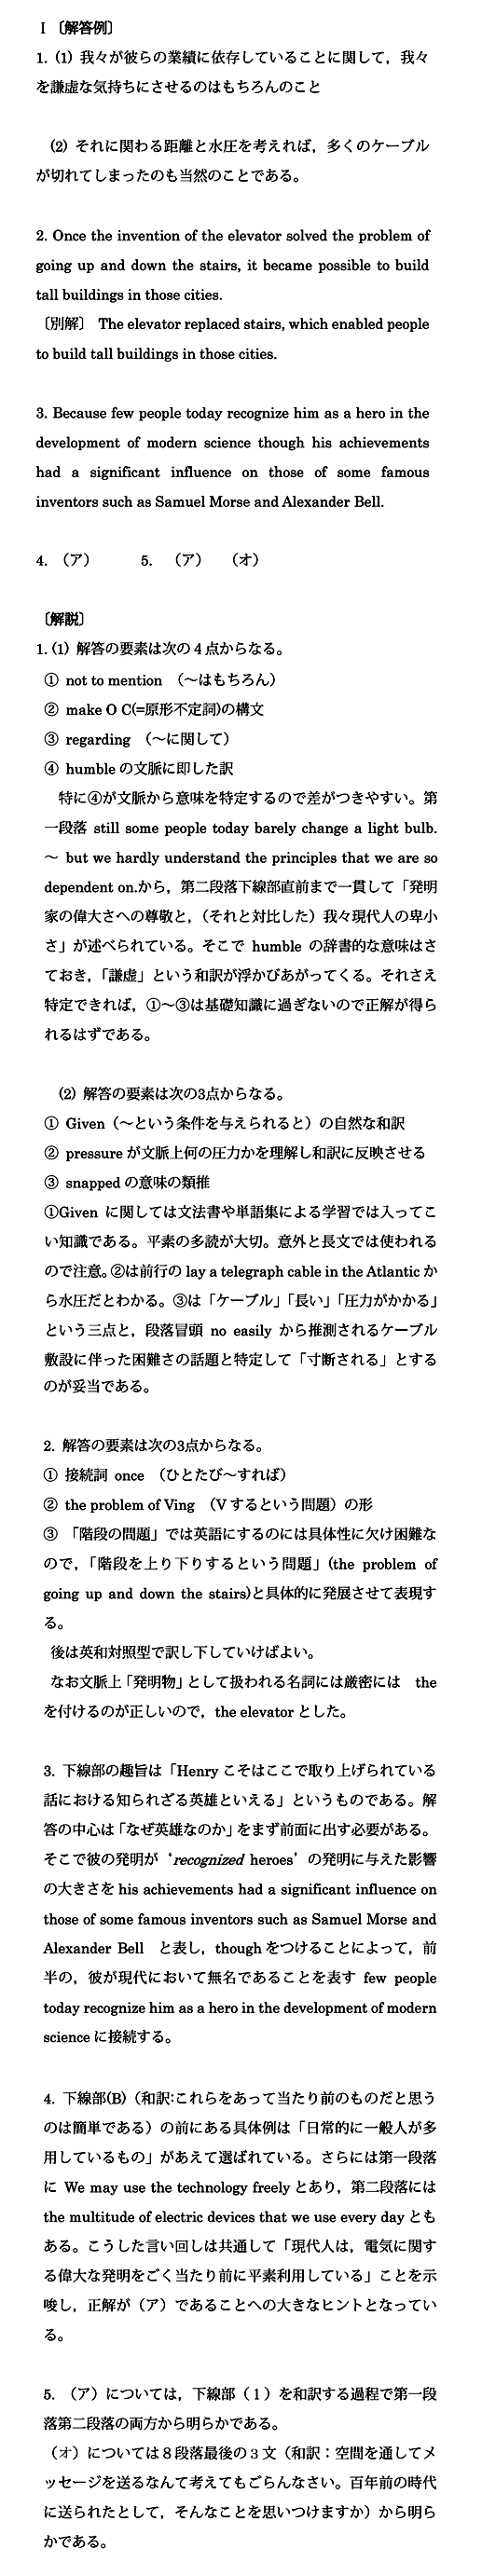 Ⅰ〔解答例〕
1. (1) 我々が彼らの業績に依存していることに関して，我々
を謙虚な気持ちにさせるのはもちろんのこと
(2) それに関わる距離と水圧を考えれば，多くのケーブル
が切れてしまったのも当然のことである。
2. Once the invention of the elevator solved the problem of
going up and down the stairs, it became possible to build
tall buildings in those cities.
〔別解〕 The elevator replaced stairs, which enabled people
to build tall buildings in those cities.
3. Because few people today recognize him as a hero in the
development of modern science though his achievements
had a significant influence on those of some famous
inventors such as Samuel Morse and Alexander Bell.
4. （ア） 5. （ア） （オ）
〔解説〕
1. (1) 解答の要素は次の４点からなる。
① not to mention （～はもちろん）
② make O C(=原形不定詞)の構文
③ regarding （～に関して）
④ humble の文脈に即した訳
特に④が文脈から意味を特定するので差がつきやすい。第
一段落 still some people today barely change a light bulb.
～ but we hardly understand the principles that we are so
dependent on.から，第二段落下線部直前まで一貫して「発明
家の偉大さへの尊敬と，（それと対比した）我々現代人の卑小
さ」が述べられている。そこで humble の辞書的な意味はさ
ておき，「謙虚」という和訳が浮かびあがってくる。それさえ
特定できれば，①～③は基礎知識に過ぎないので正解が得ら
れるはずである。
(2) 解答の要素は次の3点からなる。
① Given（～という条件を与えられると）の自然な和訳
② pressure が文脈上何の圧力かを理解し和訳に反映させる
③ snapped の意味の類推
①Given に関しては文法書や単語集による学習では入ってこ
い知識である。平素の多読が大切。意外と長文では使われる
ので注意。②は前行の lay a telegraph cable in the Atlantic か
ら水圧だとわかる。③は「ケーブル」「長い」「圧力がかかる」
という三点と，段落冒頭 no easily から推測されるケーブル
敷設に伴った困難さの話題と特定して「寸断される」とする
のが妥当である。
2. 解答の要素は次の3点からなる。
① 接続詞 once （ひとたび～すれば）
② the problem of Ving （V するという問題）の形
③ 「階段の問題」では英語にするのには具体性に欠け困難な
ので，「階段を上り下りするという問題」(the problem of
going up and down the stairs)と具体的に発展させて表現す
る。
後は英和対照型で訳し下していけばよい。
なお文脈上「発明物」として扱われる名詞には厳密には the
を付けるのが正しいので，the elevator とした。
3. 下線部の趣旨は「Henry こそはここで取り上げられている
話における知られざる英雄といえる」というものである。解
答の中心は「なぜ英雄なのか」をまず前面に出す必要がある。
そこで彼の発明が‘recognized heroes’の発明に与えた影響
の大きさを his achievements had a significant influence on
those of some famous inventors such as Samuel Morse and
Alexander Bell と表し，though をつけることによって，前
半の，彼が現代において無名であることを表す few people
today recognize him as a hero in the development of modern
science に接続する。
4. 下線部(B)（和訳:これらをあって当たり前のものだと思う
のは簡単である）の前にある具体例は「日常的に一般人が多
用しているもの」があえて選ばれている。さらには第一段落
に We may use the technology freely とあり，第二段落には
the multitude of electric devices that we use every day とも
ある。こうした言い回しは共通して「現代人は，電気に関す
る偉大な発明をごく当たり前に平素利用している」ことを示
唆し，正解が（ア）であることへの大きなヒントとなってい
る。
5. （ア）については，下線部（１）を和訳する過程で第一段
落第二段落の両方から明らかである。
（オ）については８段落最後の３文（和訳：空間を通してメ
ッセージを送るなんて考えてもごらんなさい。百年前の時代
に送られたとして，そんなことを思いつけますか）から明ら
かである。